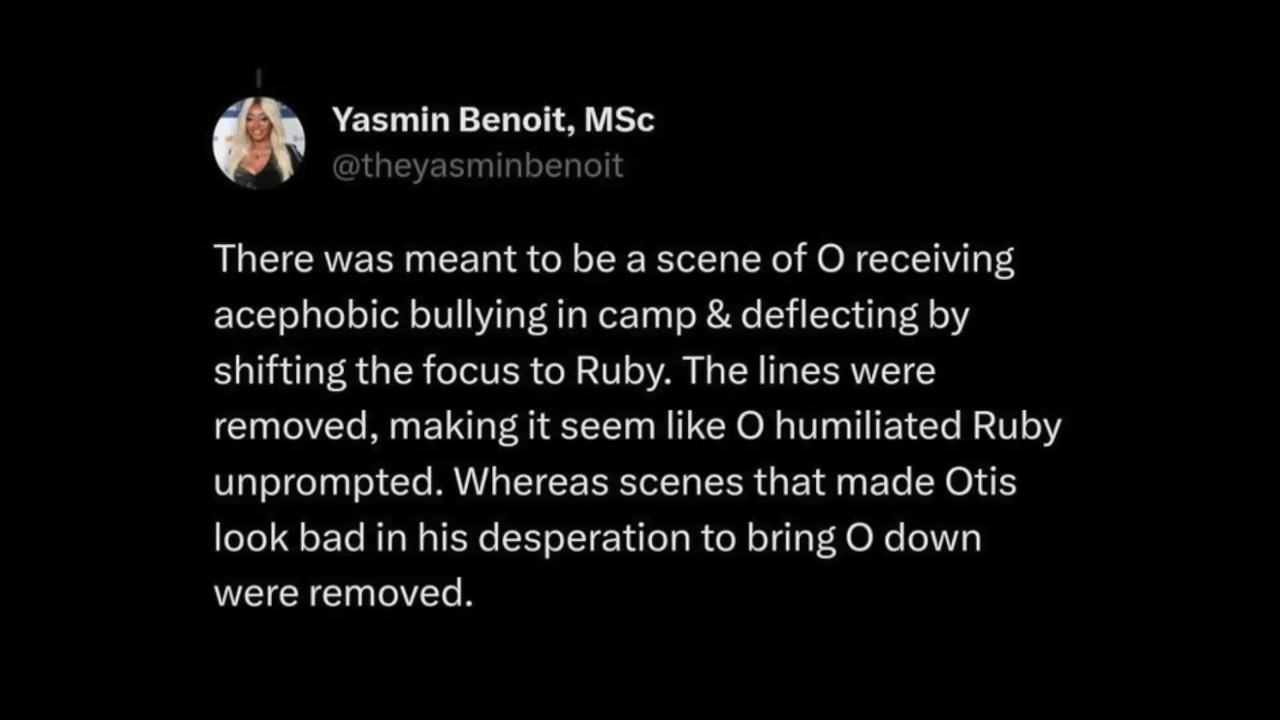 Yasmin Benoit, MSc
@theyasminbenoit
There was meant to be a scene of O receiving
acephobic bullying in camp & deflecting by
shifting the focus to Ruby. The lines were
removed, making it seem like O humiliated Ruby
unprompted. Whereas scenes that made Otis
look bad in his desperation to bring O down
were removed.